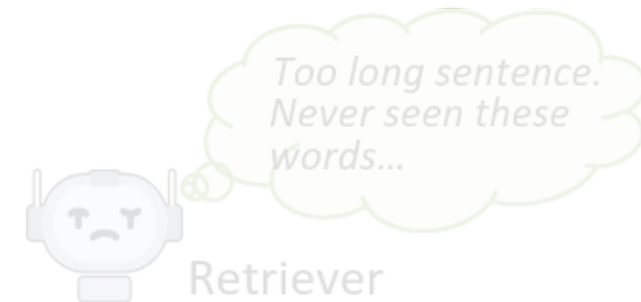 Too long sentence.
Never seen these
words...
Retriever